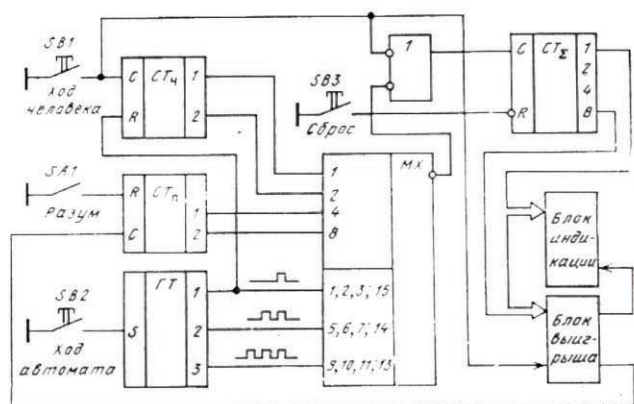 SB1
Ход человека
C CTч 1
R 2
SA1
Разум
R CTп
C 1
2
SB2
Ход автомата
S ГТ 1
2
3
SB3
Сброс
1
2
4
8
MX
1,2,3;15
5,6,7;14
9,10,11;13
1
C CTΣ 1
2
4
R 8
Блок инди-кации
Блок выиг-рыша